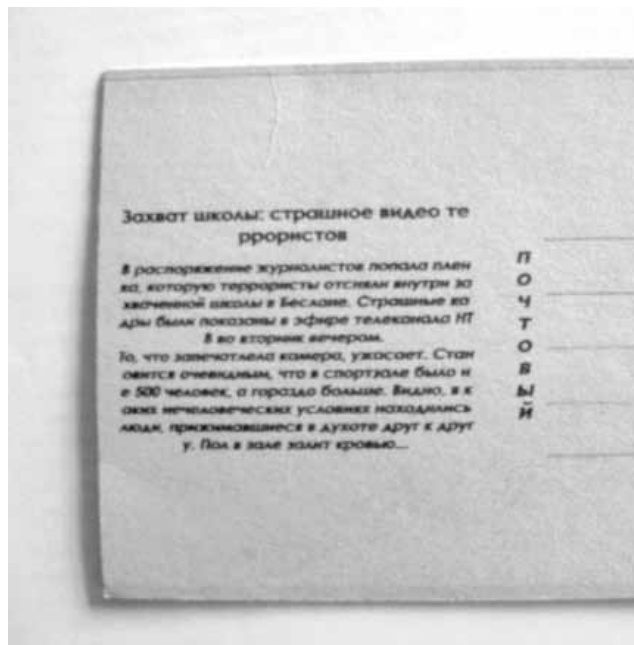 Захват школы: страшное видео те
ррористов
В распоряжение журналистов попала плен
ка, которую террористы отсняли внутри за
хваченной школы в Беслане. Страшные ка
дры были показаны в эфире телеканала НТ
В во вторник вечером.
То, что запечатлела камера, ужасает. Стан
овится очевидным, что в спортзале было н
е 500 человек, а гораздо больше. Видно, в к
аких нечеловеческих условиях находились
люди, прижимавшиеся в духоте друг к друг
у. Пол в зале залит кровью...
ПОЧТОВЫЙ